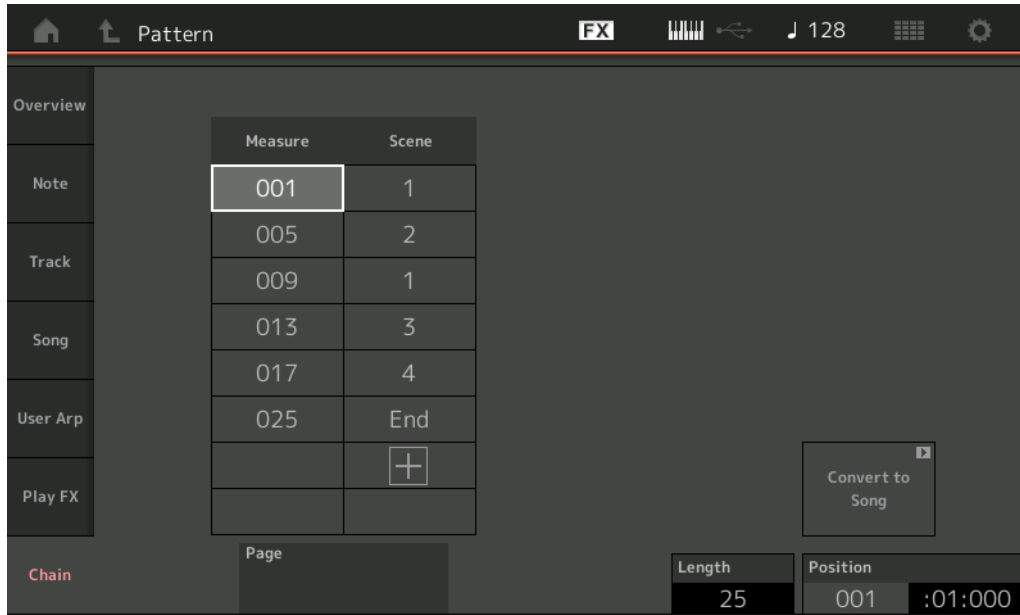 Pattern FX ♩ 128
Overview
Measure Scene
Note 001 1
005 2
Track
009 1
Song 013 3
017 4
User Arp 025 End
Convert to
Song
Play FX
Page
Chain Length Position
25 001 :01:000